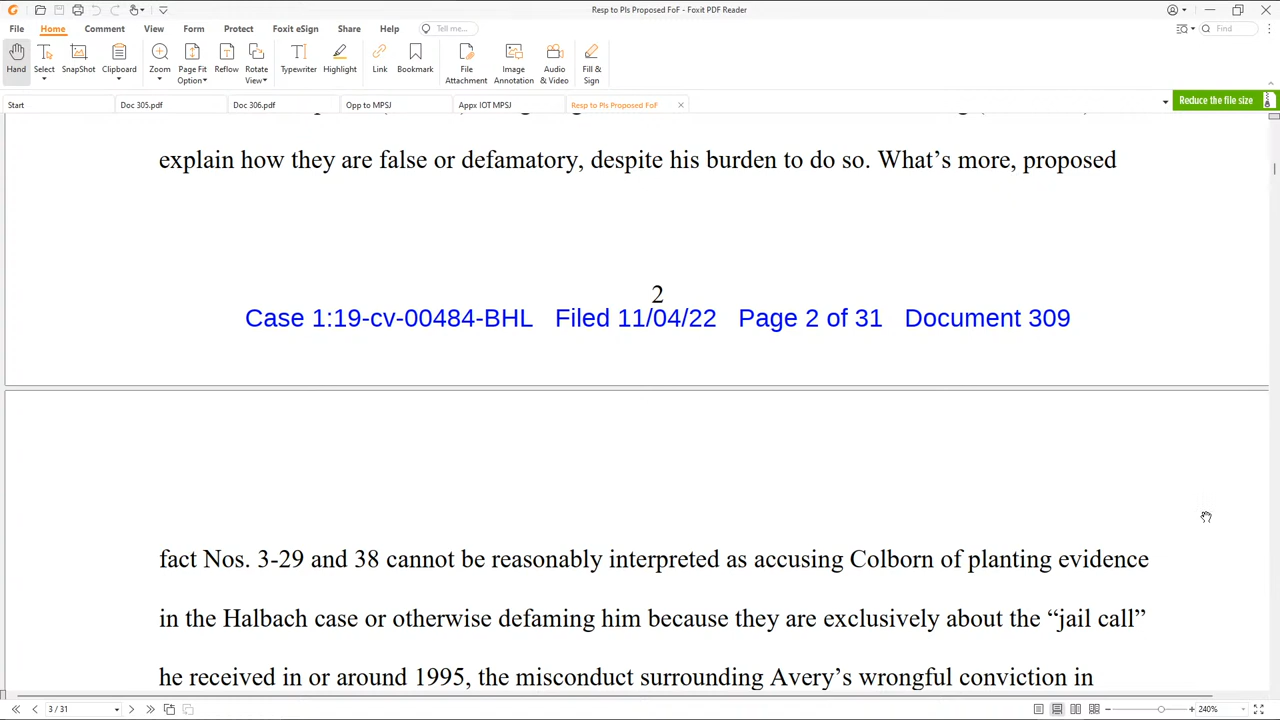 Resp to Pls Proposed FoF - Foxit PDF Reader
File Home Comment View Form Protect Foxit eSign Share Help Tell me... Find
Hand Select SnapShot Clipboard Zoom Page Fit Option Reflow Rotate View Typewriter Highlight Link Bookmark File Attachment Image Annotation Audio & Video Fill & Sign
Start Doc 305.pdf Doc 306.pdf Opp to MPSJ Appx IOT MPSJ Resp to Pls Proposed FoF Reduce the file size
explain how they are false or defamatory, despite his burden to do so. What’s more, proposed
2
Case 1:19-cv-00484-BHL Filed 11/04/22 Page 2 of 31 Document 309
fact Nos. 3-29 and 38 cannot be reasonably interpreted as accusing Colborn of planting evidence
in the Halbach case or otherwise defaming him because they are exclusively about the “jail call”
he received in or around 1995, the misconduct surrounding Avery’s wrongful conviction in
3 / 31 240%